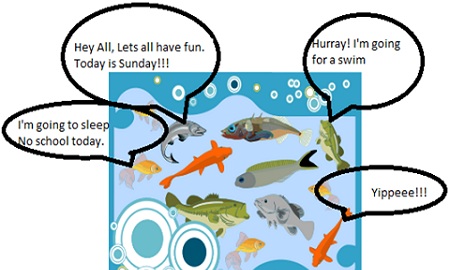 Hey All, Lets all have fun.
Today is Sunday!!!
Hurray! I'm going
for a swim
I'm going to sleep
No school today.
Yippeee!!!